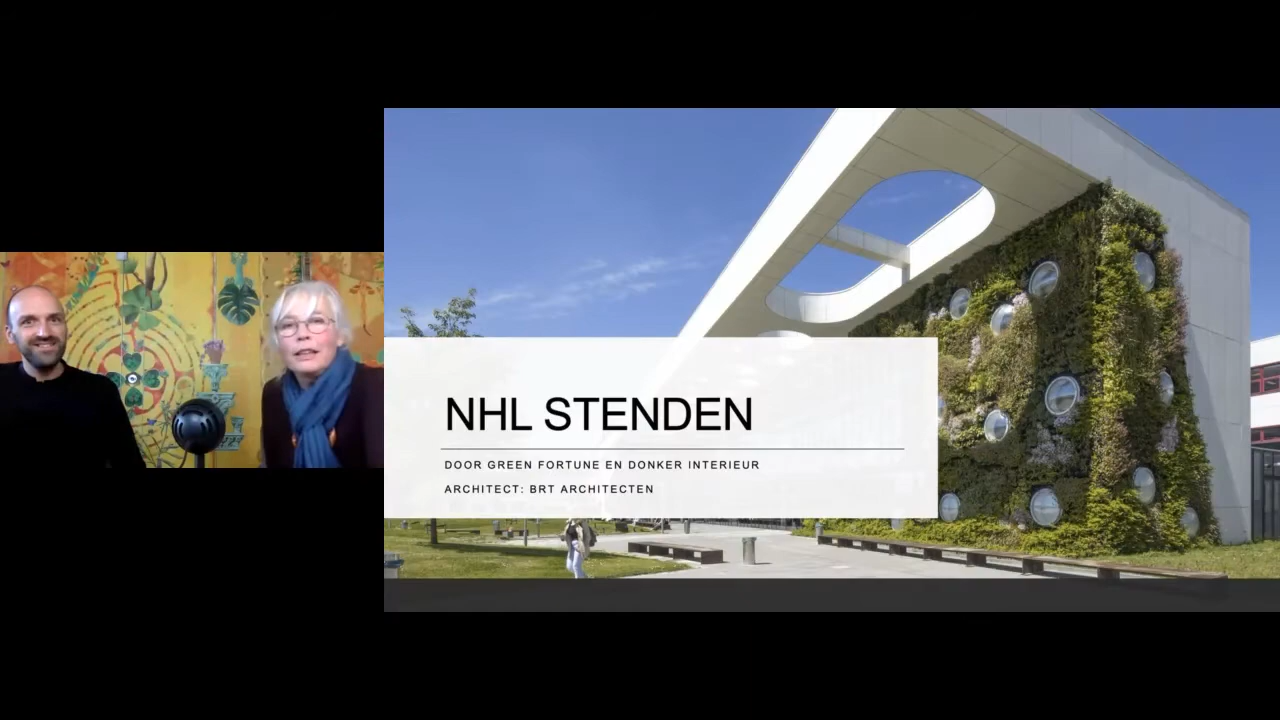 NHL STENDEN
DOOR GREEN FORTUNE EN DONKER INTERIEUR
ARCHITECT: BRT ARCHITECTEN